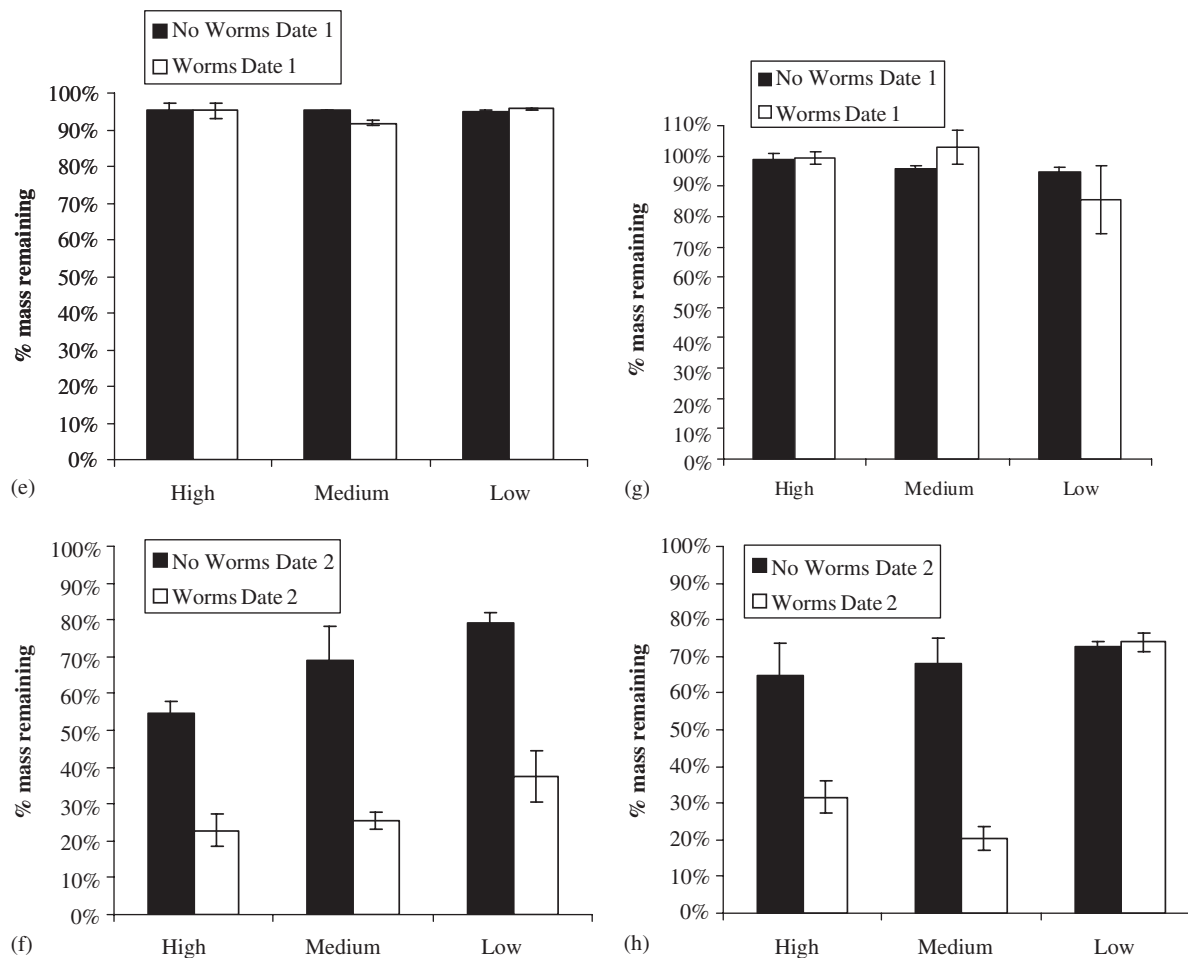 No Worms Date 1
Worms Date 1
100%
90%
80%
70%
60%
50%
40%
30%
20%
10%
0%
% mass remaining
High Medium Low
(e)
No Worms Date 1
Worms Date 1
110%
100%
90%
80%
70%
60%
50%
40%
30%
20%
10%
0%
% mass remaining
High Medium Low
(g)
No Worms Date 2
Worms Date 2
100%
90%
80%
70%
60%
50%
40%
30%
20%
10%
0%
% mass remaining
High Medium Low
(f)
No Worms Date 2
Worms Date 2
100%
90%
80%
70%
60%
50%
40%
30%
20%
10%
0%
% mass remaining
High Medium Low
(h)